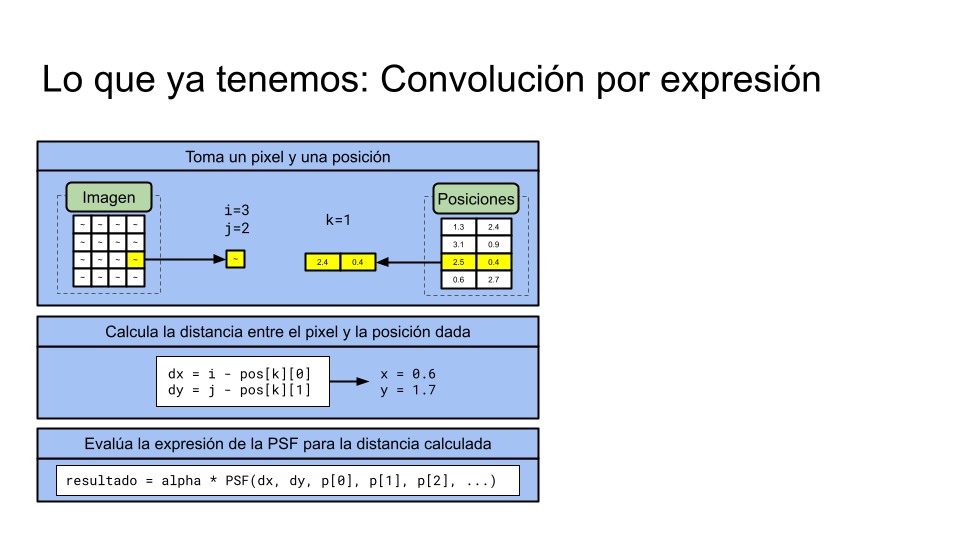 Lo que ya tenemos: Convolución por expresión
Toma un pixel y una posición
Imagen
~ ~ ~ ~
~ ~ ~ ~
~ ~ ~ ~
~ ~ ~ ~
i=3
j=2
~
k=1
2.4 0.4
Posiciones
1.3 2.4
3.1 0.9
2.5 0.4
0.6 2.7
Calcula la distancia entre el pixel y la posición dada
dx = i - pos[k][0]
dy = j - pos[k][1]
x = 0.6
y = 1.7
Evalúa la expresión de la PSF para la distancia calculada
resultado = alpha * PSF(dx, dy, p[0], p[1], p[2], ...)